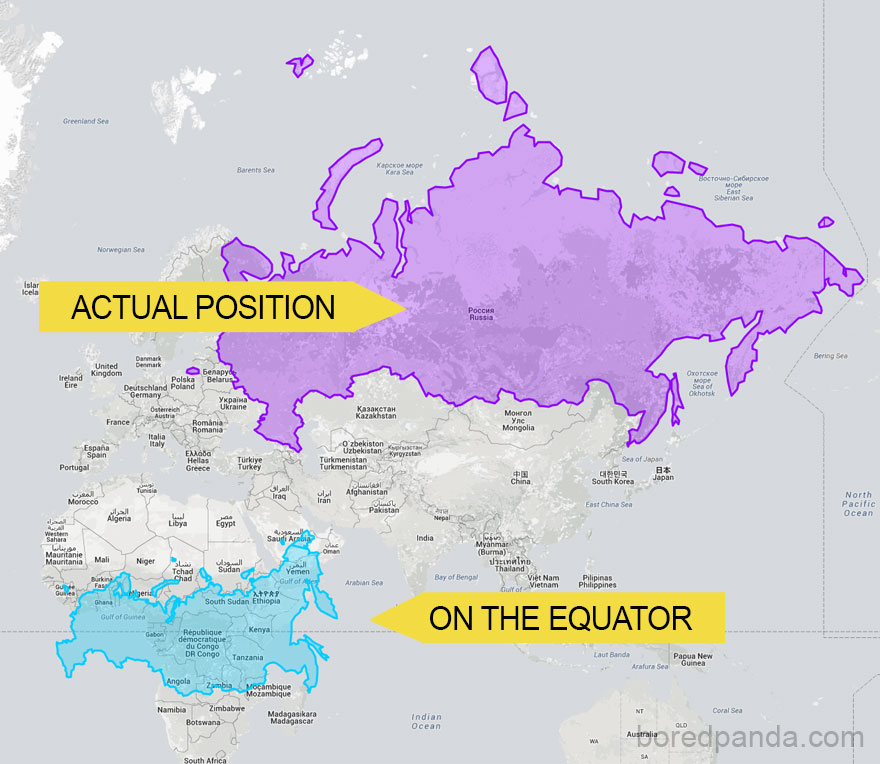 Greenland Sea
Barents Sea
Карское море
Kara Sea
Восточно-Сибирское
море
East
Siberian Sea
Norwegian Sea
ACTUAL POSITION
Россия
Russia
United
Kingdom
Ireland
Éire
Danmark
Denmark
Deutschland
Germany
Polska
Poland
Беларусь
Belarus
Україна
Ukraine
France
Österreich
Austria
România
Romania
Italia
Italy
España
Spain
Portugal
Ελλάδα
Hellas
Greece
Türkiye
Turkey
Қазақстан
Kazakhstan
Oʻzbekiston
Uzbekistan
Кыргызстан
Kyrgyzstan
Türkmenistan
Turkmenistan
Монгол
Улс
Mongolia
Охотское
море
Sea of
Okhotsk
Bering Sea
Sea of Japan
日本
Japan
대한민국
South Korea
中国
China
East China Sea
North
Pacific
Ocean
المغرب
Morocco
تونس
Tunisia
الجزائر
Algeria
ليبيا
Libya
مصر
Egypt
العراق
Iraq
ایران
Iran
افغانستان
Afghanistan
پاکستان
Pakistan
Nepal
India
Western
Sahara
موريتانيا
Mauritanie
Mauritania
Mali
Niger
تشاد
Tchad
Chad
السودان
Sudan
السعودية
Saudi Arabia
عمان
Oman
اليمن
Yemen
Gulf of Aden
Arabian Sea
Bay of Bengal
Myanmar
(Burma)
ประเทศไทย
Thailand
Việt Nam
Vietnam
Pilipinas
Philippines
Gulf of
Guinée
Guinea
Burkina
Faso
Ghana
Nigeria
Gulf of Guinea
South Sudan
ኢትዮጵያ
Ethiopia
ON THE EQUATOR
Gabon
République
démocratique
du Congo
DR Congo
Kenya
Tanzania
Angola
Zambia
Moçambique
Mozambique
Namibia
Zimbabwe
Botswana
Madagasikara
Madagascar
South Africa
Indian
Ocean
Laut Banda
Arafura Sea
Papua New
Guinea
Coral Sea
NT
QLD
WA
Australia
SA
boredpanda.com